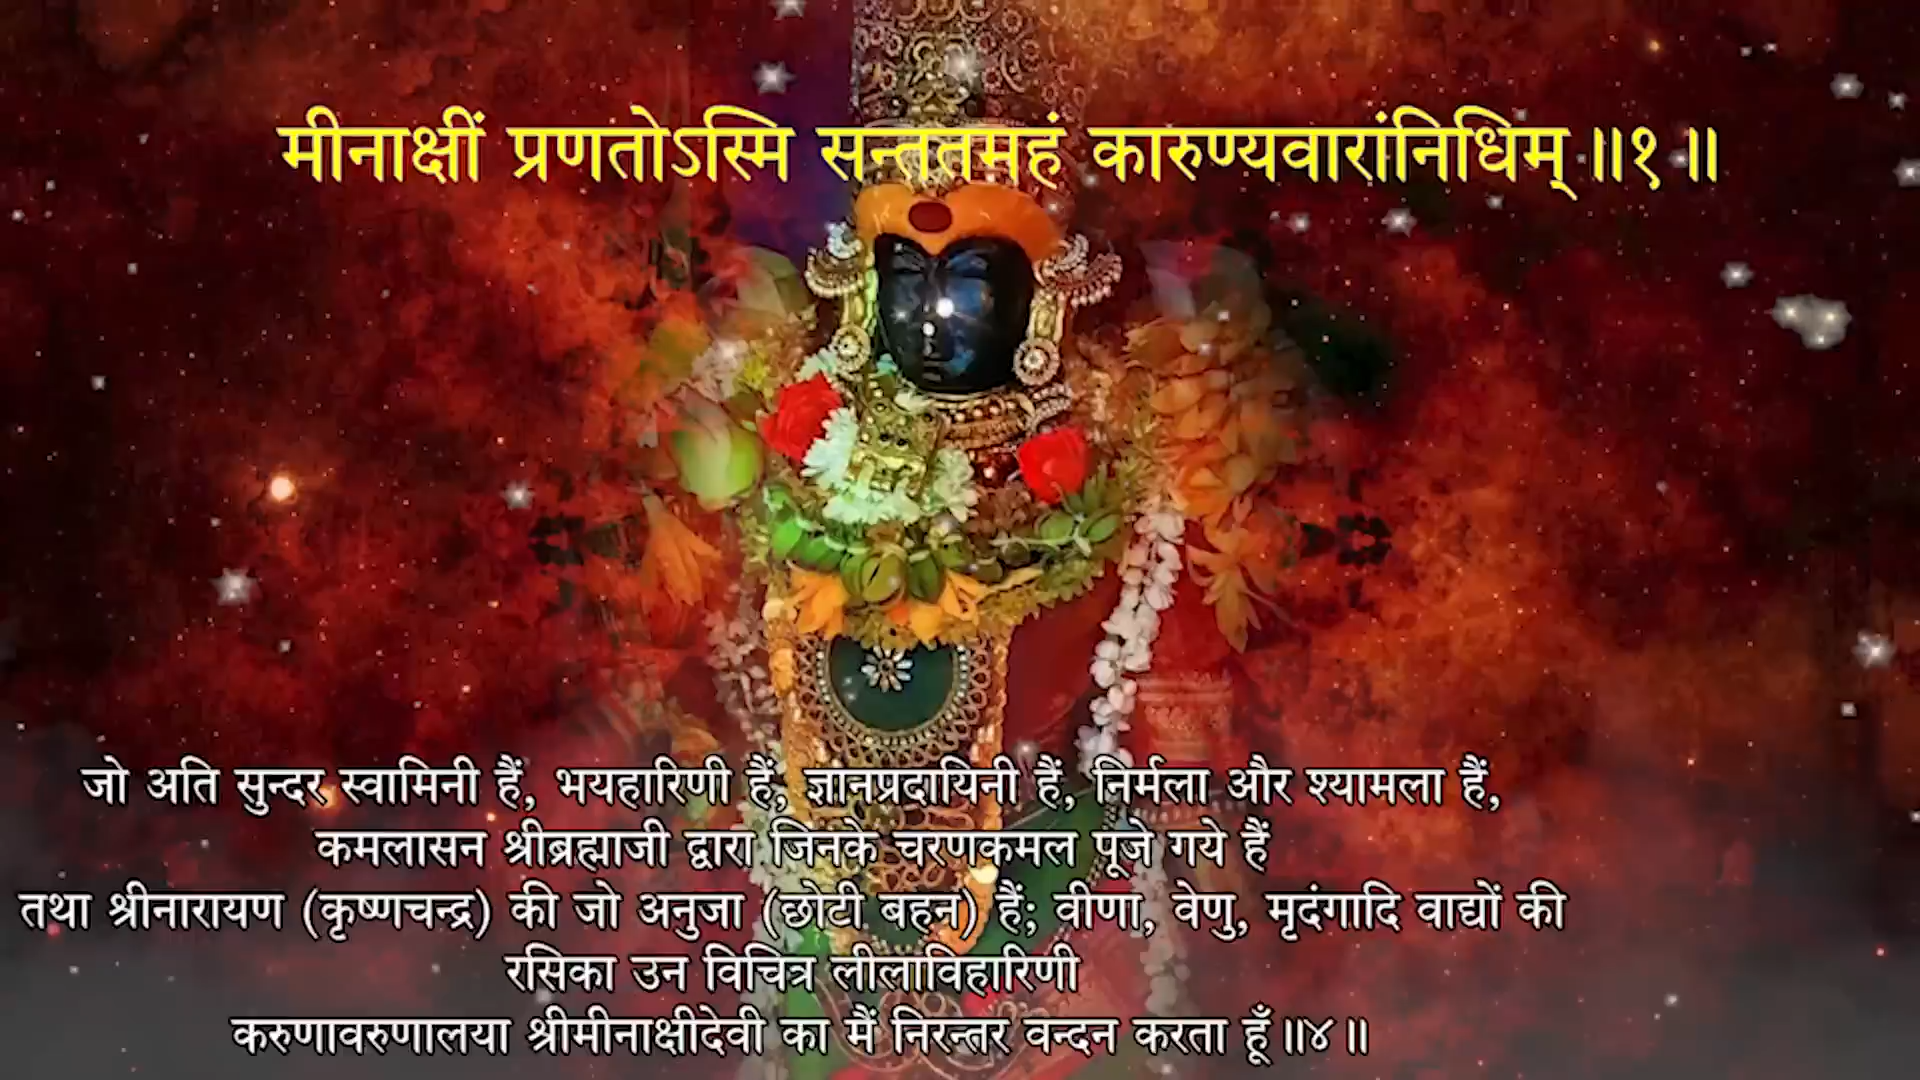 मीनाक्षीं प्रणतोऽस्मि सन्ततमहं कारुण्यवारांनिधिम् ॥१॥
जो अति सुन्दर स्वामिनी हैं, भयहारिणी हैं, ज्ञानप्रदायिनी हैं, निर्मला और श्यामला हैं,
कमलासन श्रीब्रह्माजी द्वारा जिनके चरणकमल पूजे गये हैं
तथा श्रीनारायण (कृष्णचन्द्र) की जो अनुजा (छोटी बहन) हैं; वीणा, वेणु, मृदंगादि वाद्यों की
रसिका उन विचित्र लीलाविहारिणी
करुणावरुणालया श्रीमीनाक्षीदेवी का मैं निरन्तर वन्दन करता हूँ ॥४॥